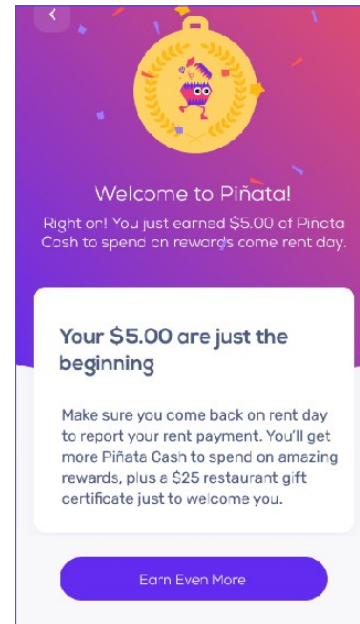 Welcome to Piñata!
Right on! You just earned $5.00 of Pinata
Cash to spend on rewards come rent day.
Your $5.00 are just the
beginning
Make sure you come back on rent day
to report your rent payment. You'll get
more Piñata Cash to spend on amazing
rewards, plus a $25 restaurant gift
certificate just to welcome you.
Earn Even More